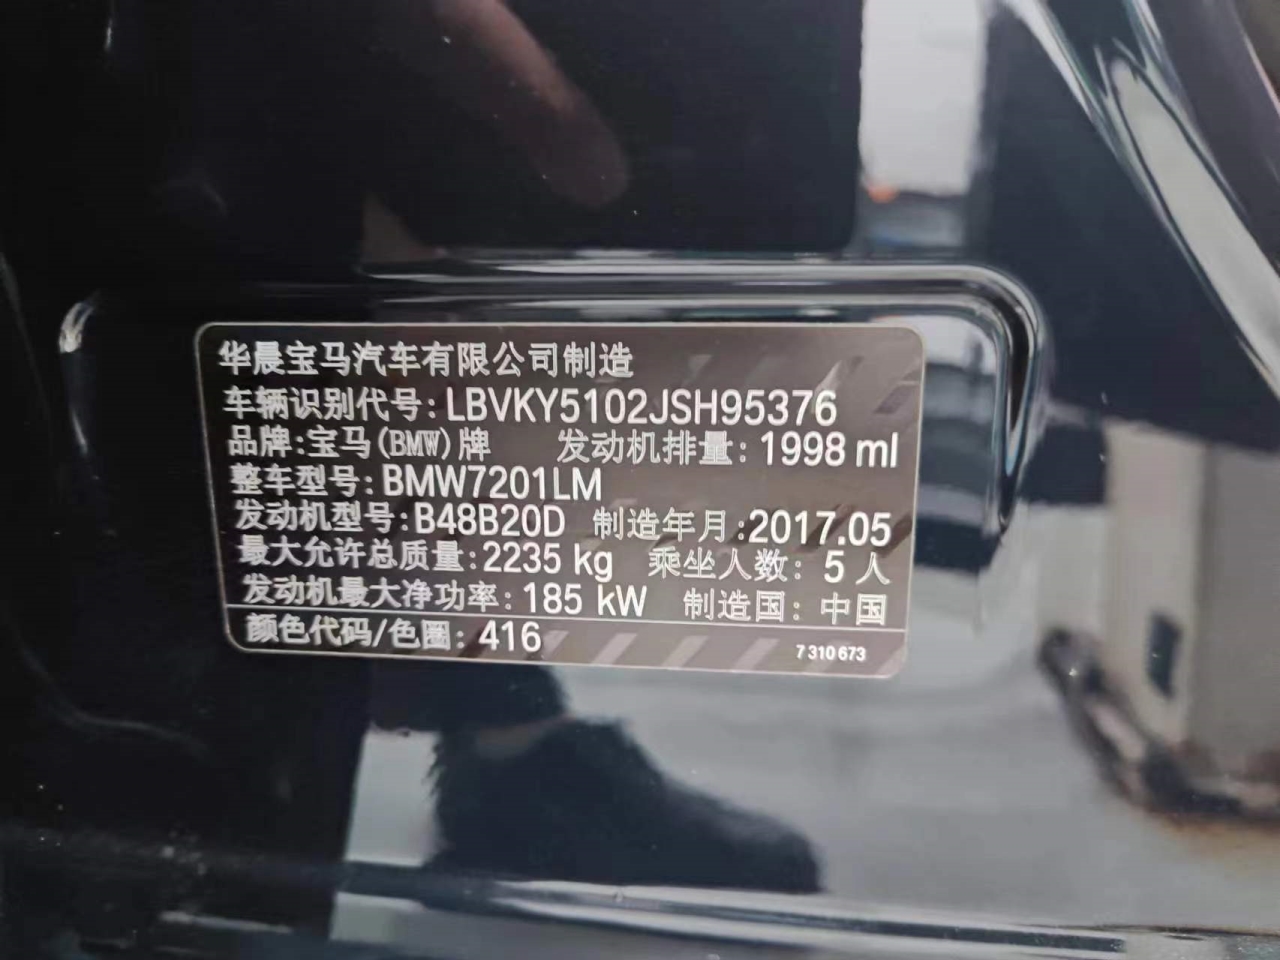 华晨宝马汽车有限公司制造
车辆识别代号:LBVKY5102JSH95376
品牌:宝马(BMW)牌 发动机排量:1998 ml
整车型号:BMW7201LM
发动机型号:B48B20D 制造年月:2017.05
最大允许总质量:2235 kg 乘坐人数:5人
发动机最大净功率:185 kW 制造国:中国
颜色代码/色圈:416 7 310 673